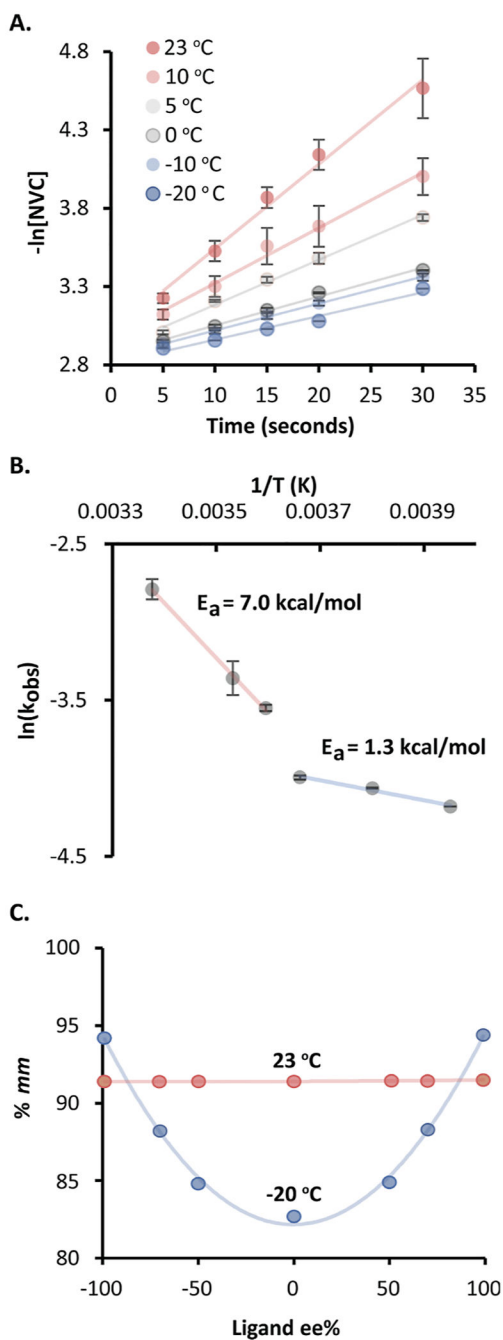 A.
4.8
4.3
3.8
3.3
2.8
-ln[NVC]
23 °C
10 °C
5 °C
0 °C
-10 °C
-20 °C
0 5 10 15 20 25 30 35
Time (seconds)
B.
1/T (K)
0.0033 0.0035 0.0037 0.0039
-2.5
-3.5
-4.5
ln(kobs)
Ea = 7.0 kcal/mol
Ea = 1.3 kcal/mol
C.
100
95
90
85
80
% mm
23 °C
-20 °C
-100 -50 0 50 100
Ligand ee%